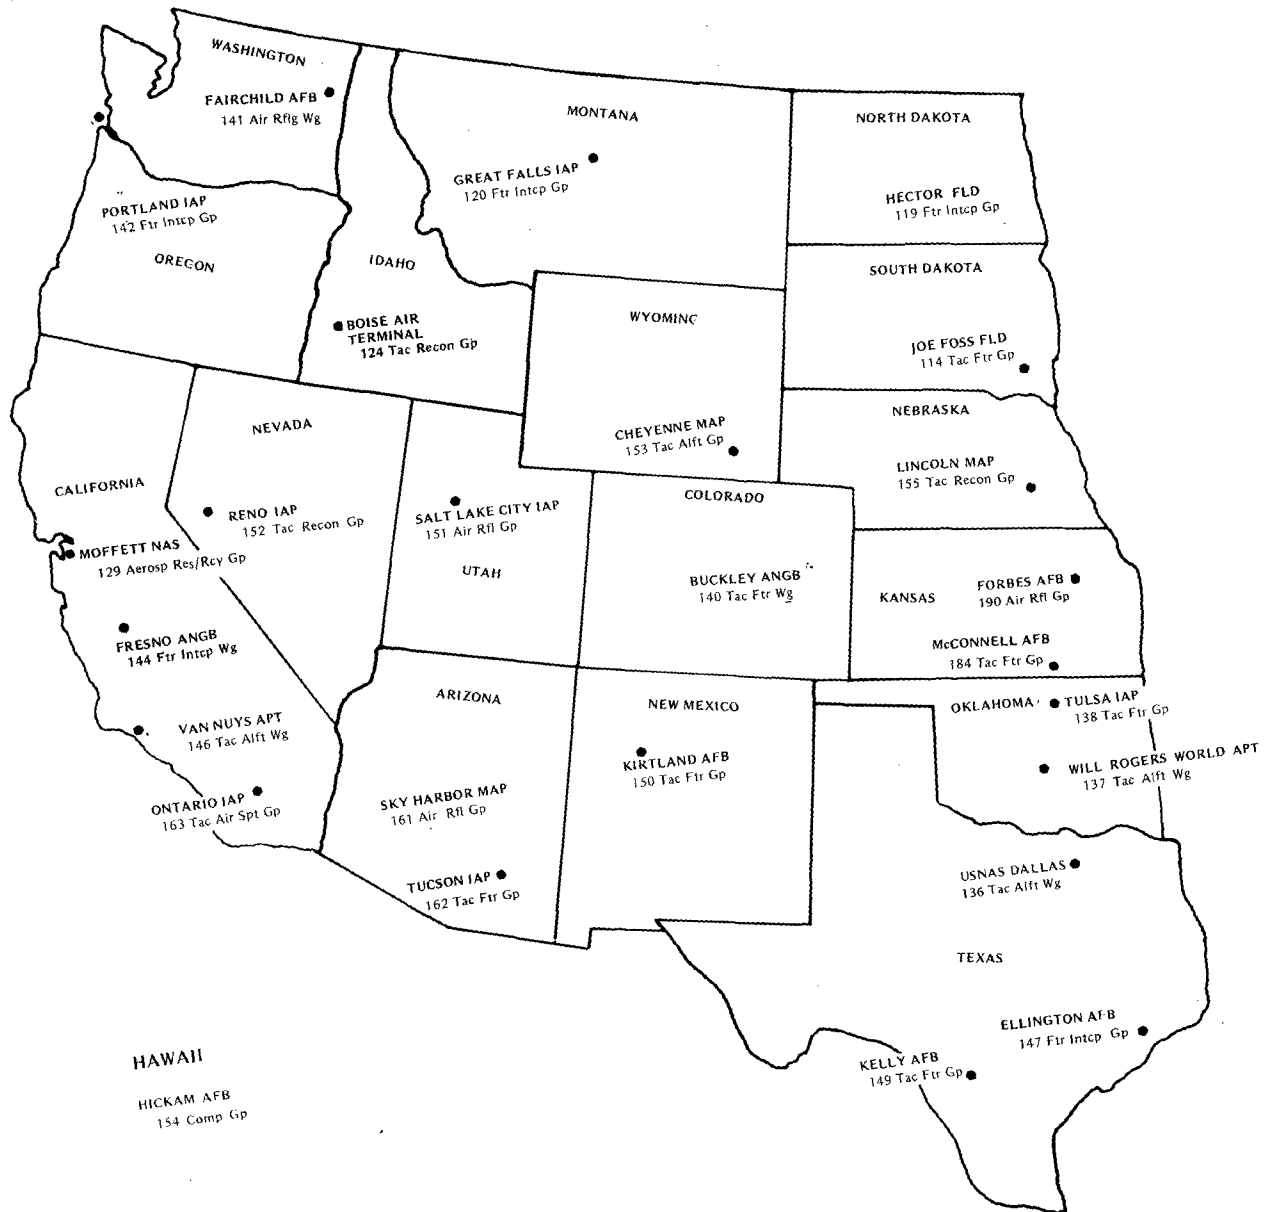 WASHINGTON
FAIRCHILD AFB
141 Air Rflg Wg
MONTANA
GREAT FALLS IAP
120 Ftr Intcp Gp
NORTH DAKOTA
HECTOR FLD
119 Ftr Intcp Gp
PORTLAND IAP
142 Ftr Intcp Gp
OREGON
IDAHO
BOISE AIR
TERMINAL
124 Tac Recon Gp
SOUTH DAKOTA
JOE FOSS FLD
114 Tac Ftr Gp
WYOMING
CHEYENNE MAP
153 Tac Alft Gp
NEBRASKA
LINCOLN MAP
155 Tac Recon Gp
NEVADA
RENO IAP
152 Tac Recon Gp
CALIFORNIA
MOFFETT NAS
129 Aerosp Res/Rcy Gp
FRESNO ANGB
144 Ftr Intcp Wg
VAN NUYS APT
146 Tac Alft Wg
ONTARIO IAP
163 Tac Air Spt Gp
SALT LAKE CITY IAP
151 Air Rfl Gp
UTAH
COLORADO
BUCKLEY ANGB
140 Tac Ftr Wg
KANSAS
FORBES AFB
190 Air Rfl Gp
McCONNELL AFB
184 Tac Ftr Gp
ARIZONA
SKY HARBOR MAP
161 Air Rfl Gp
TUCSON IAP
162 Tac Ftr Gp
NEW MEXICO
KIRTLAND AFB
150 Tac Ftr Gp
OKLAHOMA
TULSA IAP
138 Tac Ftr Gp
WILL ROGERS WORLD APT
137 Tac Alft Wg
USNAS DALLAS
136 Tac Alft Wg
TEXAS
ELLINGTON AFB
147 Ftr Intcp Gp
KELLY AFB
149 Tac Ftr Gp
HAWAII
HICKAM AFB
154 Comp Gp